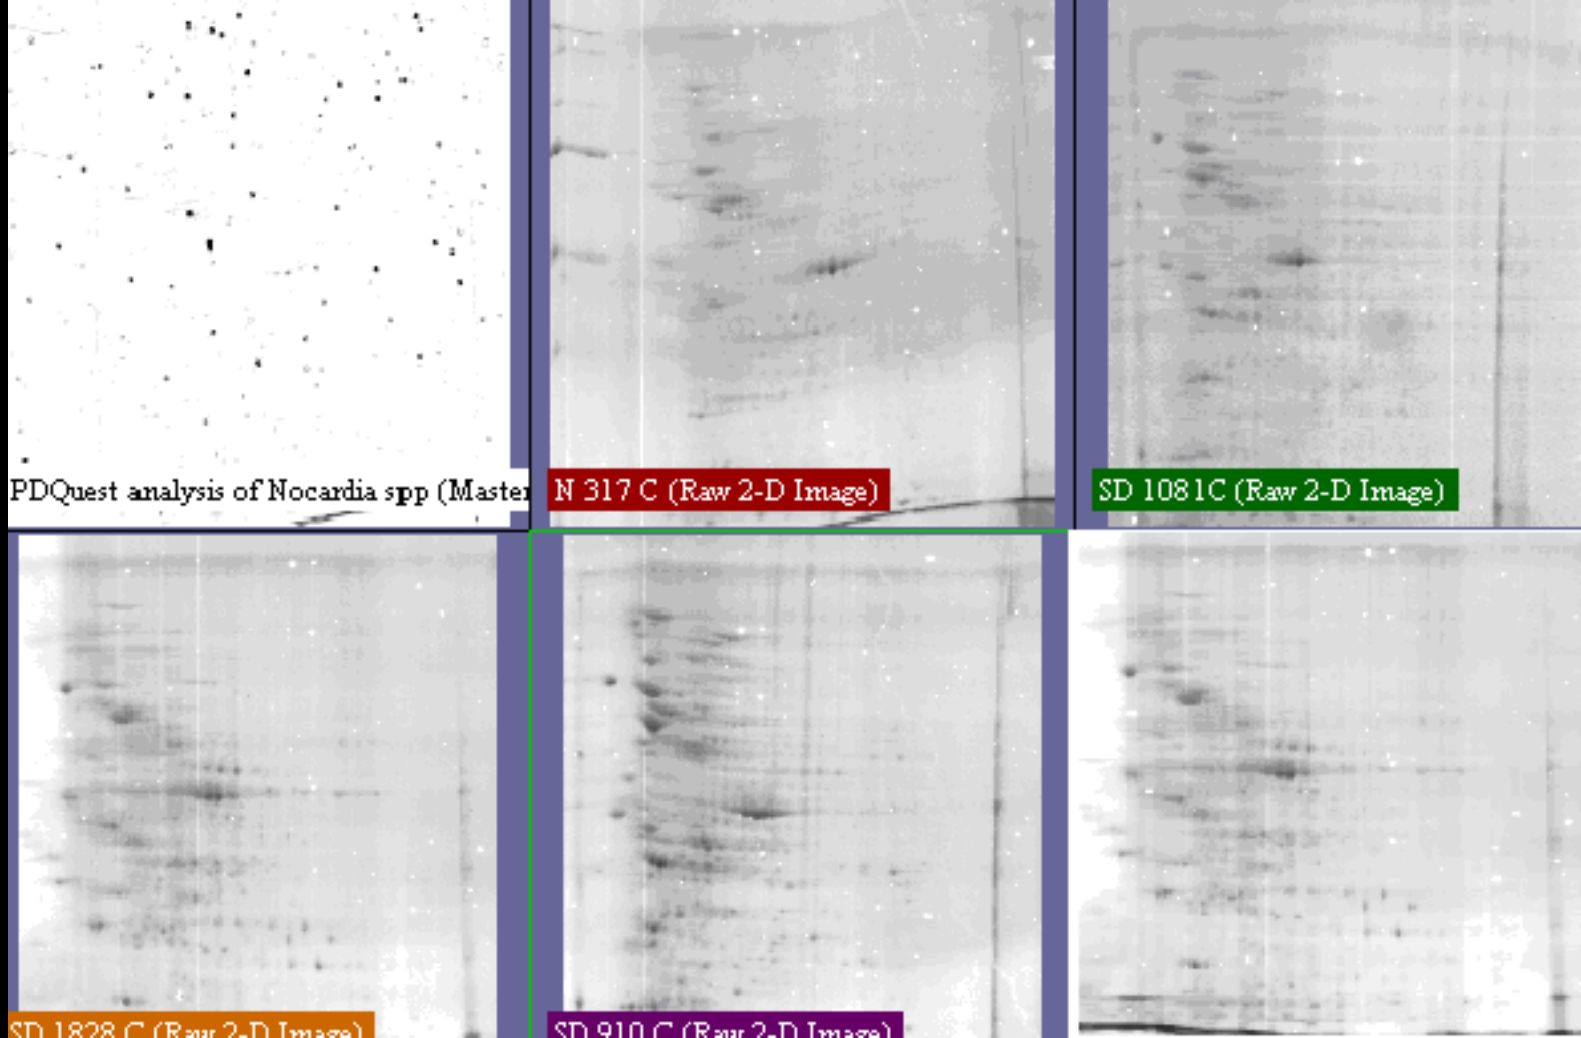 PDQuest analysis of Nocardia spp (Master
N 317 C (Raw 2-D Image)
SD 1081C (Raw 2-D Image)
SD 1828 C (Raw 2-D Image)
SD 910 C (Raw 2-D Image)